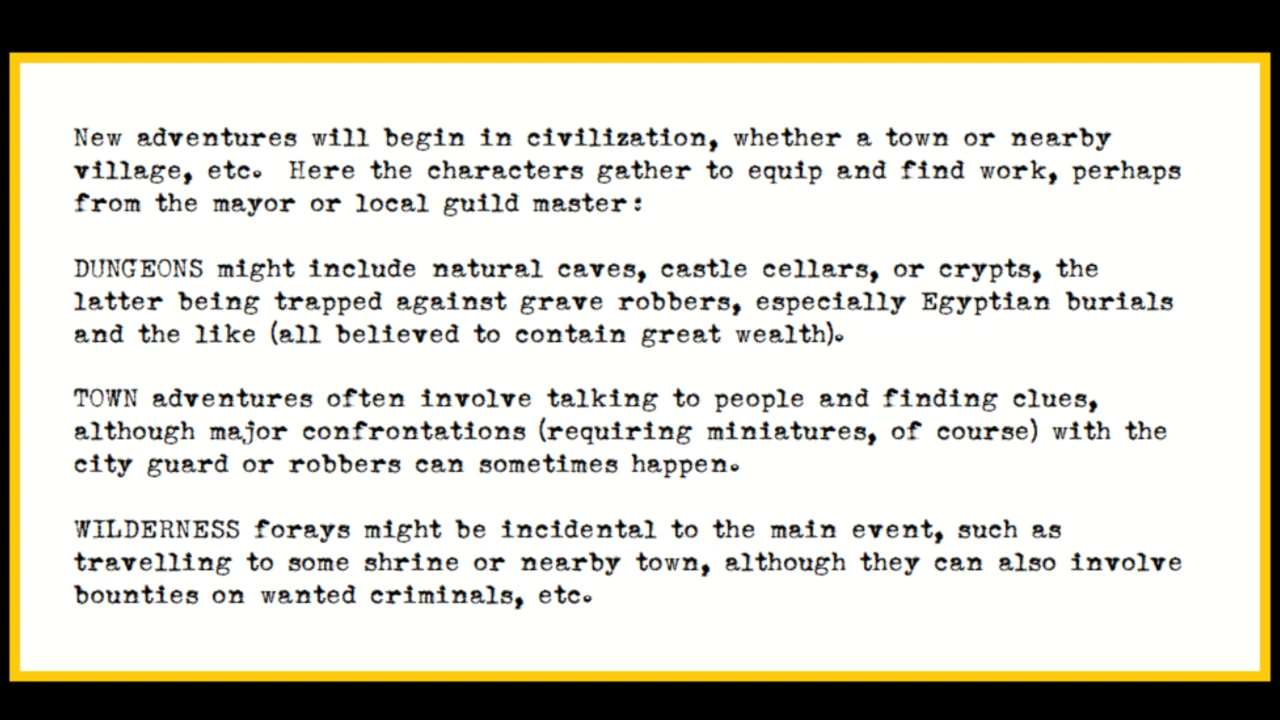 New adventures will begin in civilization, whether a town or nearby
village, etc.  Here the characters gather to equip and find work, perhaps
from the mayor or local guild master:
DUNGEONS might include natural caves, castle cellars, or crypts, the
latter being trapped against grave robbers, especially Egyptian burials
and the like (all believed to contain great wealth).
TOWN adventures often involve talking to people and finding clues,
although major confrontations (requiring miniatures, of course) with the
city guard or robbers can sometimes happen.
WILDERNESS forays might be incidental to the main event, such as
travelling to some shrine or nearby town, although they can also involve
bounties on wanted criminals, etc.